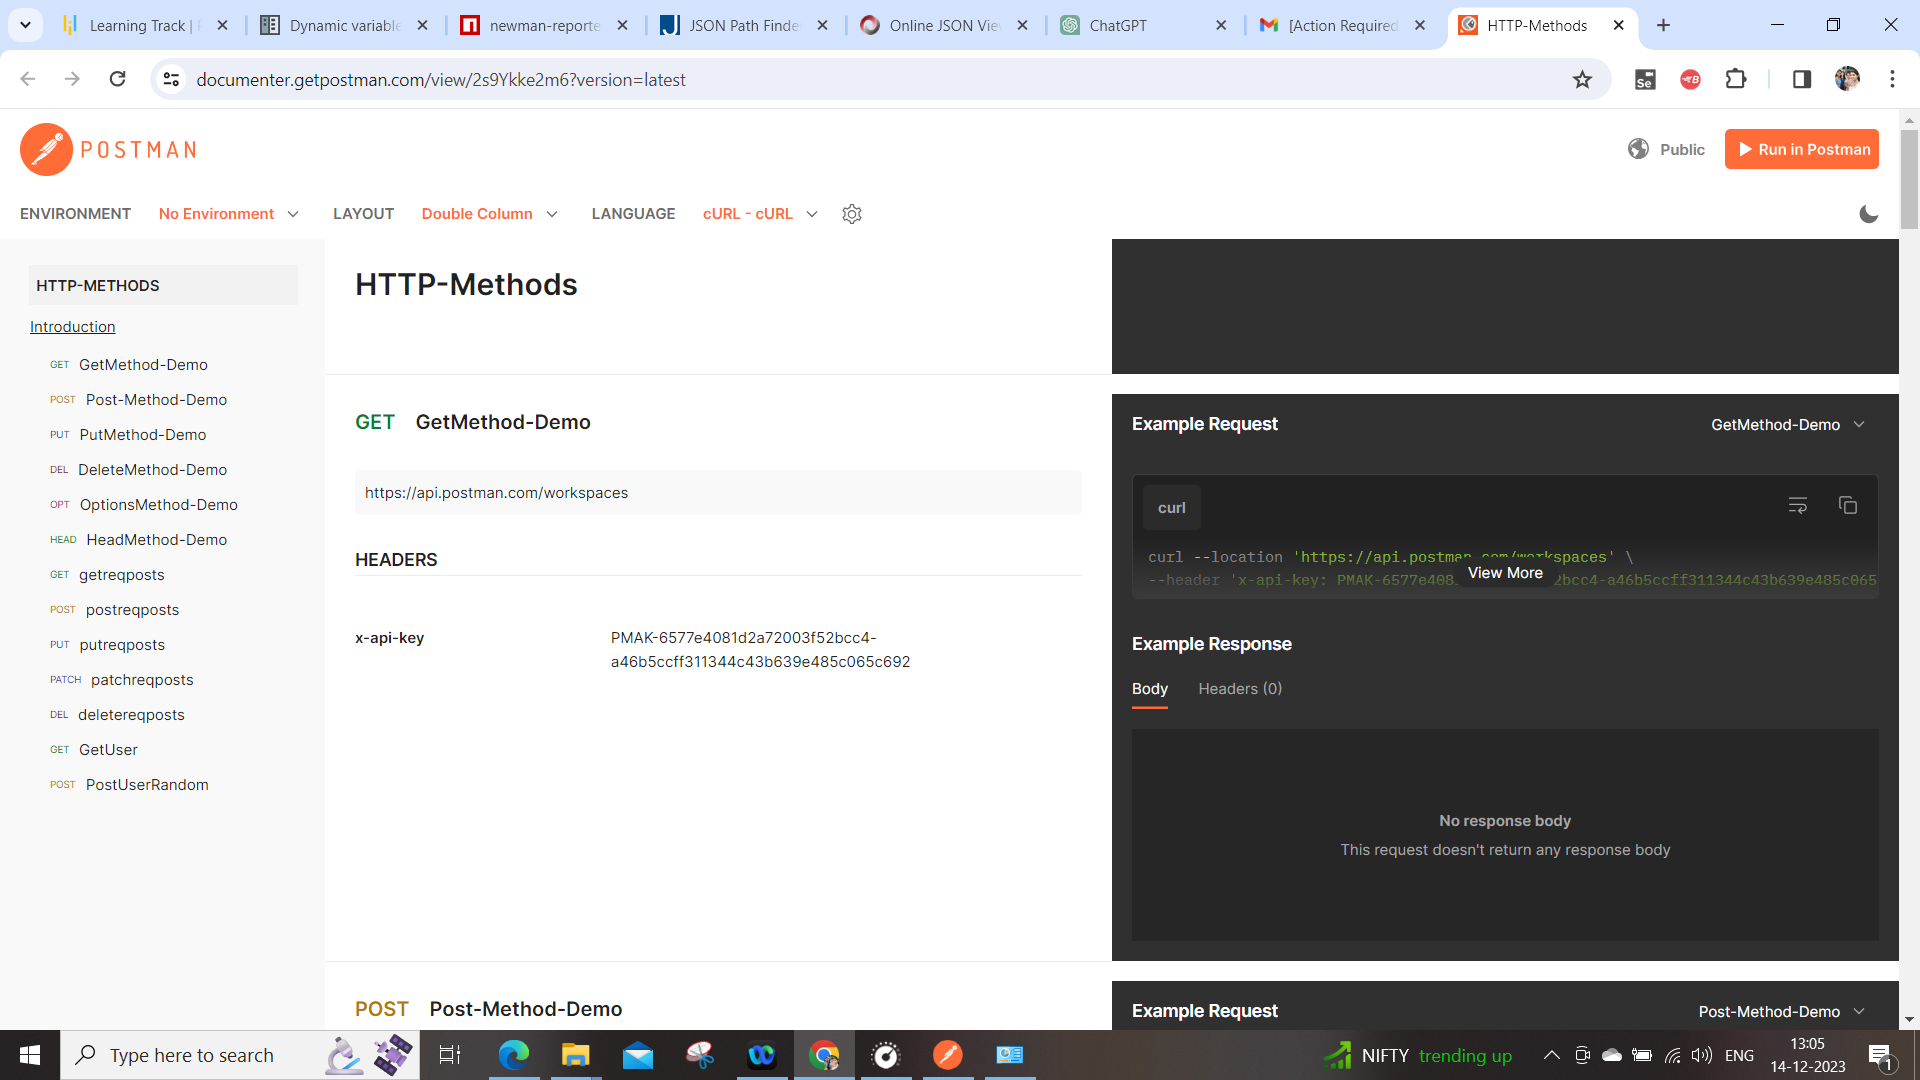 Learning Track |
Dynamic variable
newman-reporte
JSON Path Finde
Online JSON Vie
ChatGPT
[Action Required
HTTP-Methods
documenter.getpostman.com/view/2s9Ykke2m6?version=latest
Se
B
POSTMAN
Public
Run in Postman
ENVIRONMENT No Environment LAYOUT Double Column LANGUAGE cURL - cURL
HTTP-METHODS
Introduction
GET GetMethod-Demo
POST Post-Method-Demo
PUT PutMethod-Demo
DEL DeleteMethod-Demo
OPT OptionsMethod-Demo
HEAD HeadMethod-Demo
GET getreqposts
POST postreqposts
PUT putreqposts
PATCH patchreqposts
DEL deletereqposts
GET GetUser
POST PostUserRandom
HTTP-Methods
GET GetMethod-Demo
https://api.postman.com/workspaces
HEADERS
x-api-key
PMAK-6577e4081d2a72003f52bcc4-
a46b5ccff311344c43b639e485c065c692
Example Request
GetMethod-Demo
curl
curl --location 'https://api.postman.com/workspaces' \
--header 'x-api-key: PMAK-6577e408 2bcc4-a46b5ccff311344c43b639e485c065
View More
Example Response
Body Headers (0)
No response body
This request doesn't return any response body
POST Post-Method-Demo
Example Request
Post-Method-Demo
Type here to search
NIFTY trending up
ENG
13:05
14-12-2023
1